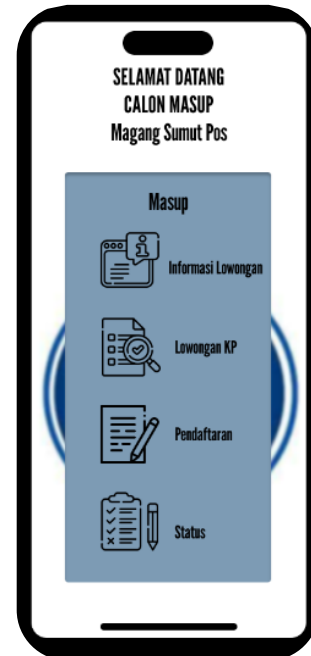 SELAMAT DATANG
CALON MASUP
Magang Sumut Pos
Masup
Informasi Lowongan
Lowongan KP
Pendaftaran
Status